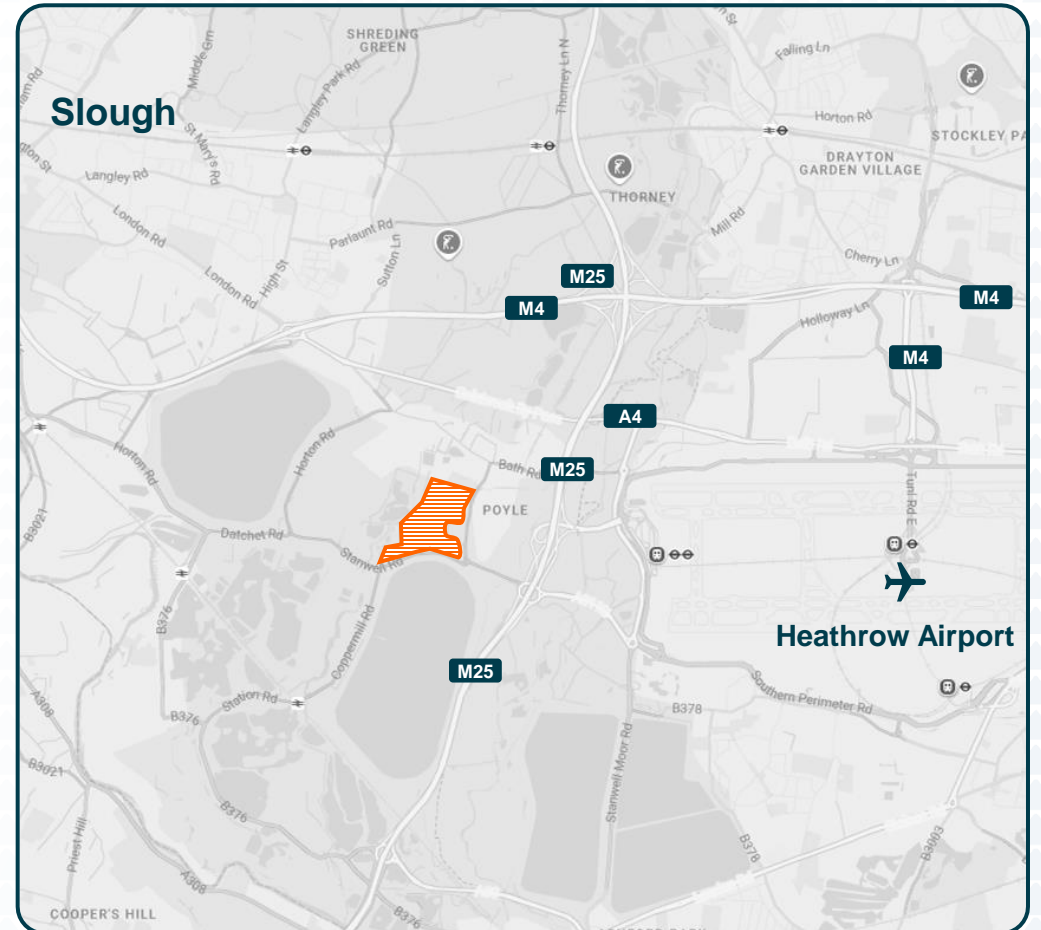 SHREDING
GREEN
Middle Grn
Langley Park Rd
Thorney Ln N
Falling Ln
Slough
Horton Rd
STOCKLEY PA
St Mary's Rd
DRAYTON
GARDEN VILLAGE
Langley Rd
THORNEY
London Rd
Parlaunt Rd
Mill Rd
Sutton Ln
High St
London Rd
Cherry Ln
M25
M4
M4
Holloway Ln
M4
A4
Horton Rd
Horton Rd
Bath Rd
M25
POYLE
Tunl Rd E
B3021
Datchet Rd
Stanwell Rd
B376
Coppermill Rd
Heathrow Airport
M25
Station Rd
Southern Perimeter Rd
B376
B378
A308
B3021
Stanwell Moor Rd
B376
Priest Hill
B378
B3003
A308
COOPER'S HILL
B376